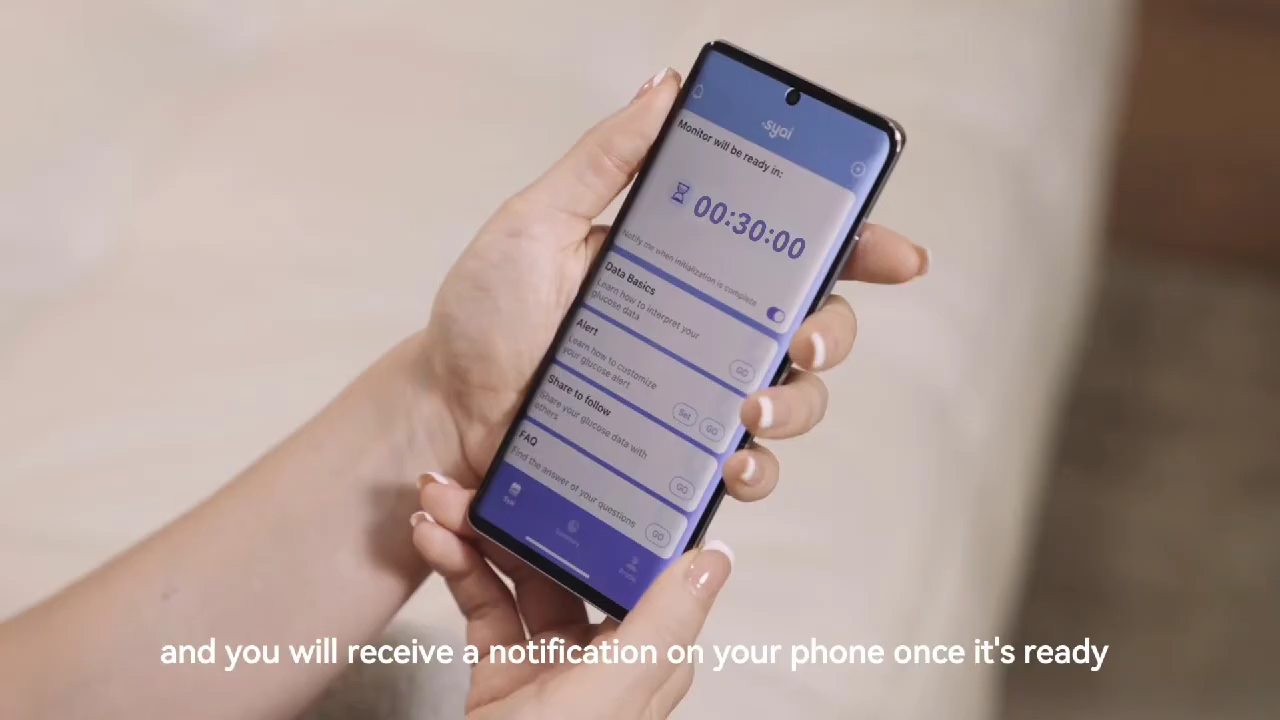 syai
Monitor will be ready in:
00:30:00
Notify me when initialization is complete
Data Basics
Learn how to interpret your
glucose data
GO
Alert
Learn how to customize
your glucose alert
Set GO
Share to follow
Share your glucose data with
others
GO
FAQ
Find the answer of your questions
GO
Syai
Summary
Profile
and you will receive a notification on your phone once it's ready